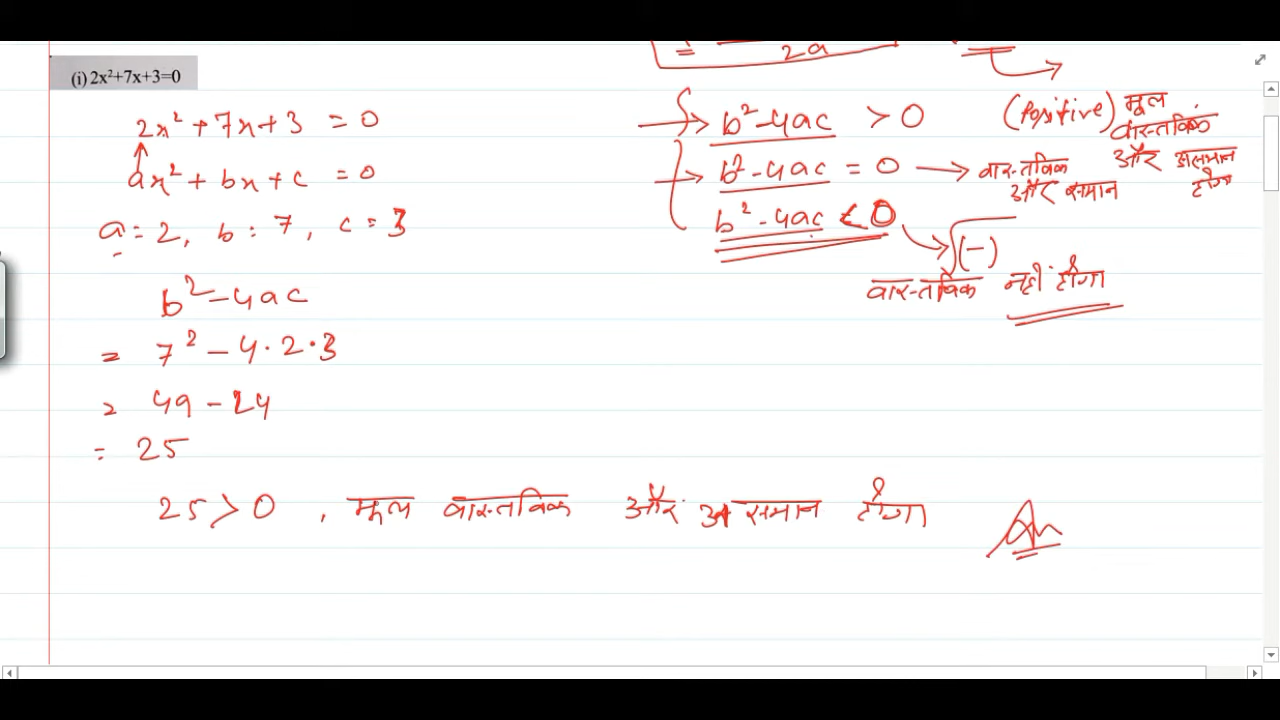 2a
(i) 2x²+7x+3=0
2x² + 7x + 3 = 0
ax² + bx + c = 0
a = 2, b = 7, c = 3
b² - 4ac
= 7² - 4·2·3
= 49 - 24
= 25
25 > 0 , मूल वास्तविक और असमान होगा
Ans
b² - 4ac > 0 (Positive) मूल
वास्तविक
और असमान
होगा
b² - 4ac = 0 → वास्तविक
और समान
b² - 4ac < 0
√(-)
वास्तविक नहीं होगा